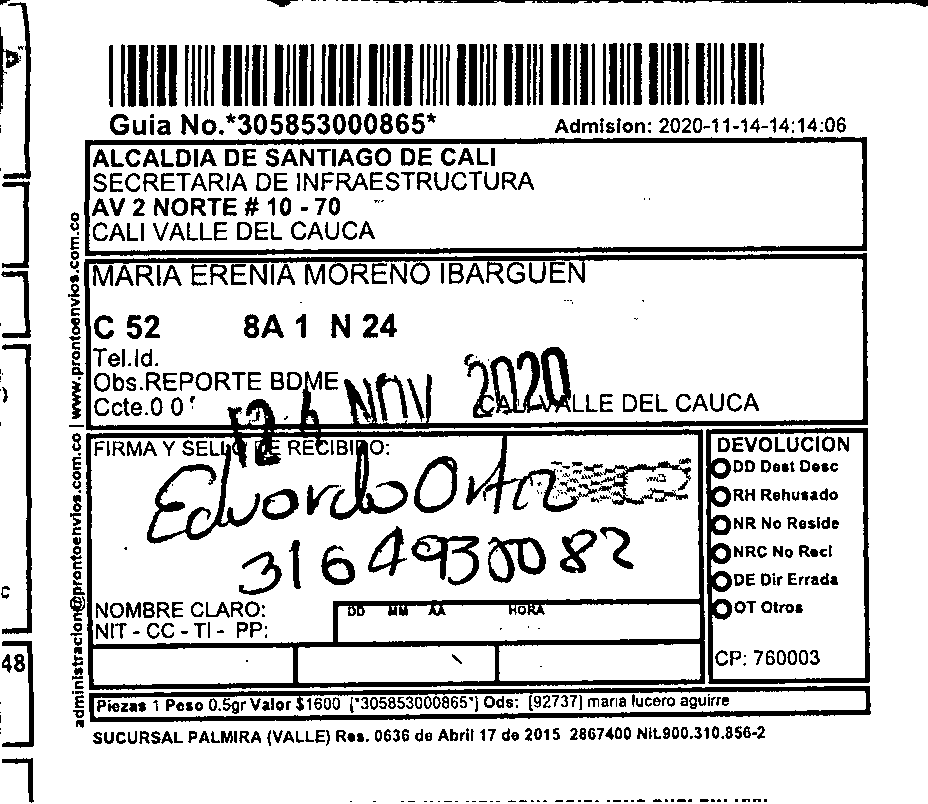 Guia No.*305853000865*
Admision: 2020-11-14-14:14:06
ALCALDIA DE SANTIAGO DE CALI
SECRETARIA DE INFRAESTRUCTURA
AV 2 NORTE # 10 - 70
CALI VALLE DEL CAUCA
MARIA ERENIA MORENO IBARGUEN
C 52 8A 1 N 24
Tel.Id.
Obs.REPORTE BDME
Ccte.0 0
NOV 2020
CALI VALLE DEL CAUCA
FIRMA Y SELLO DE RECIBIDO:
Eduardo Ortiz
3164930082
NOMBRE CLARO:
NIT - CC - TI - PP:
DD MM AA HORA
DEVOLUCION
DD Dest Desc
RH Rehusado
NR No Reside
NRC No Recl
DE Dir Errada
OT Otros
CP: 760003
Piezas 1 Peso 0.5gr Valor $1600 [*305853000865*] Ods: [92737] maria lucero aguirre
SUCURSAL PALMIRA (VALLE) Res. 0636 de Abril 17 de 2015 2867400 Nit.900.310.856-2
administracion@prontoenvios.com.co | www.prontoenvios.com.co
48